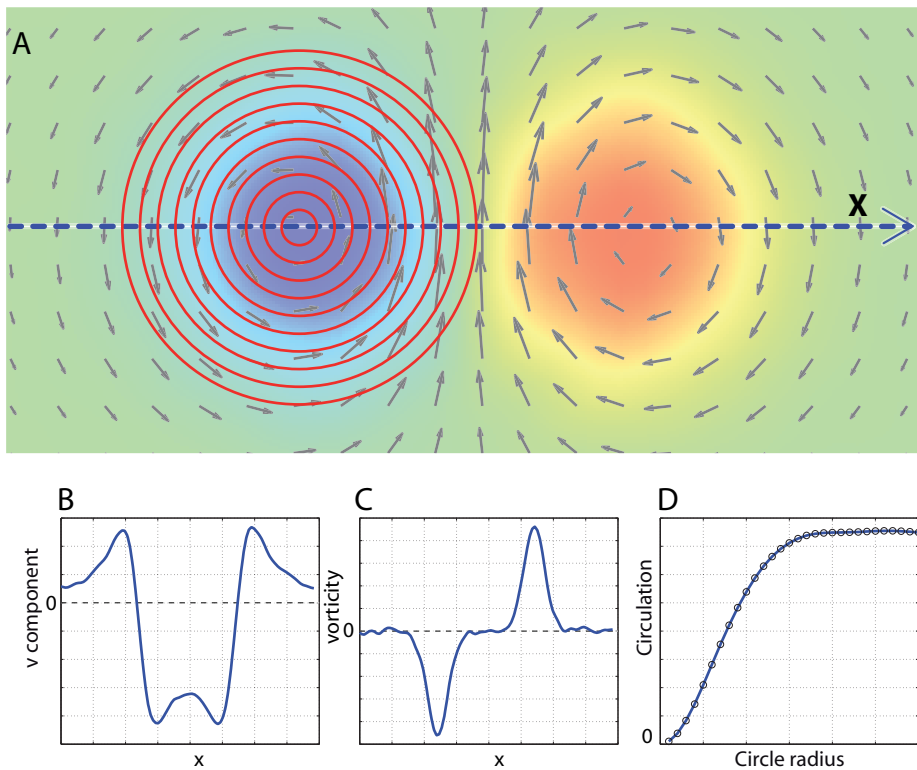 A
X
B
C
D
v component
0
x
vorticity
0
x
Circulation
0
Circle radius